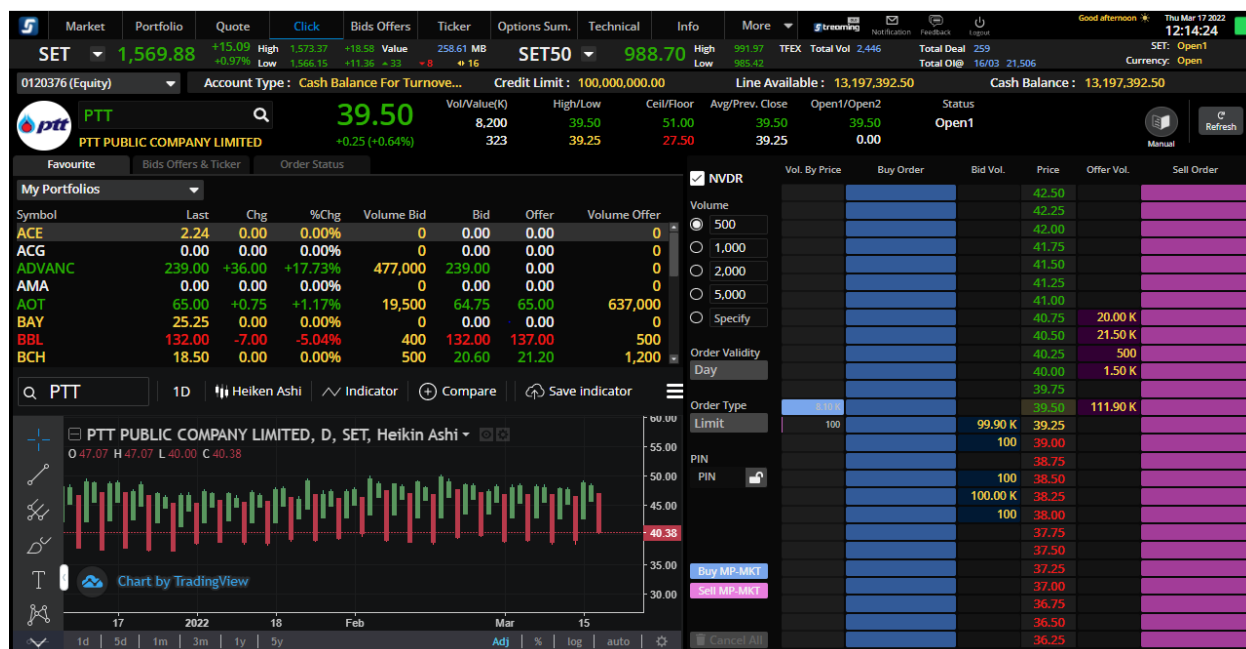 Market Portfolio Quote Click Bids Offers Ticker Options Sum. Technical Info More Streaming Notification Feedback Logout Good afternoon Thu Mar 17 2022
12:14:24
SET 1,569.88 +15.09 High 1,573.37 +18.58 Value 258.61 MB SET50 988.70 High 991.97 TFEX Total Vol 2,446 Total Deal 259 SET: Open1
+0.97% Low 1,566.15 +11.36 33 8 16 Low 985.42 Total OI@ 16/03 21,506 Currency: Open
0120376 (Equity) Account Type : Cash Balance For Turnove... Credit Limit : 100,000,000.00 Line Available : 13,197,392.50 Cash Balance : 13,197,392.50
ptt PTT 39.50 Vol/Value(K) High/Low Ceil/Floor Avg/Prev. Close Open1/Open2 Status
8,200 39.50 51.00 39.50 39.50 Open1
PTT PUBLIC COMPANY LIMITED +0.25 (+0.64%) 323 39.25 27.50 39.25 0.00 Manual Refresh
Favourite Bids Offers & Ticker Order Status
My Portfolios
Symbol Last Chg %Chg Volume Bid Bid Offer Volume Offer
ACE 2.24 0.00 0.00% 0 0.00 0.00 0
ACG 0.00 0.00 0.00% 0 0.00 0.00 0
ADVANC 239.00 +36.00 +17.73% 477,000 239.00 0.00 0
AMA 0.00 0.00 0.00% 0 0.00 0.00 0
AOT 65.00 +0.75 +1.17% 19,500 64.75 65.00 637,000
BAY 25.25 0.00 0.00% 0 0.00 0.00 0
BBL 132.00 -7.00 -5.04% 400 132.00 137.00 500
BCH 18.50 0.00 0.00% 500 20.60 21.20 1,200
PTT 1D Heiken Ashi Indicator Compare Save indicator
PTT PUBLIC COMPANY LIMITED, D, SET, Heikin Ashi
O 47.07 H 47.07 L 40.00 C 40.38
60.00
55.00
50.00
45.00
40.38
35.00
30.00
Chart by TradingView
17 2022 18 Feb Mar 15
1d 5d 1m 3m 1y 5y Adj % log auto
NVDR
Volume
500
1,000
2,000
5,000
Specify
Order Validity
Day
Order Type
Limit
PIN
PIN
Buy MP-MKT
Sell MP-MKT
Cancel All
Vol. By Price Buy Order Bid Vol. Price Offer Vol. Sell Order
42.50
42.25
42.00
41.75
41.50
41.25
41.00
40.75 20.00 K
40.50 21.50 K
40.25 500
40.00 1.50 K
39.75
8.10 K 39.50 111.90 K
100 99.90 K 39.25
100 39.00
38.75
100 38.50
100.00 K 38.25
100 38.00
37.75
37.50
37.25
37.00
36.75
36.50
36.25